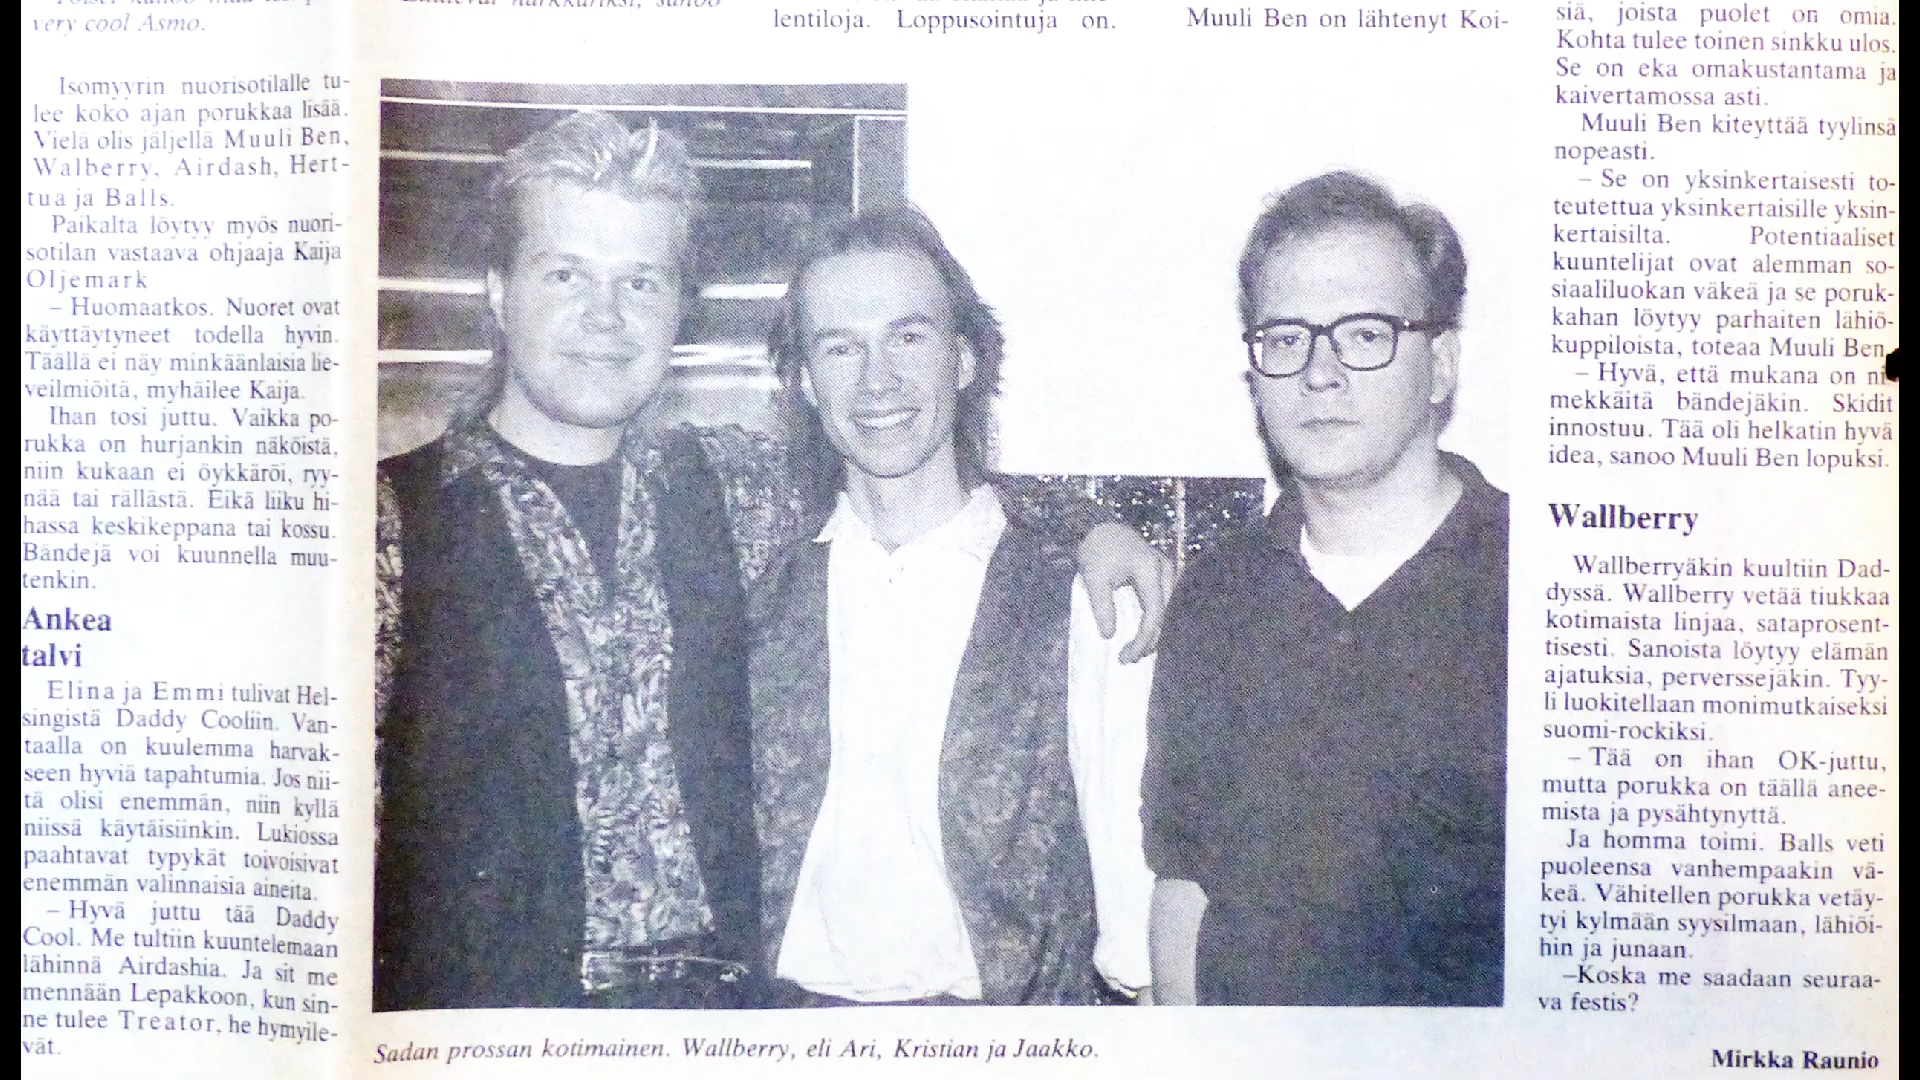 very cool Asmo.
Isomyyrin nuorisotilalle tu-
lee koko ajan porukkaa lisää.
Vielä olis jäljellä Muuli Ben,
Walberry, Airdash, Hert-
tua ja Balls.
Paikalta löytyy myös nuori-
sotilan vastaava ohjaaja Kaija
Oljemark
– Huomaatkos. Nuoret ovat
käyttäytyneet todella hyvin.
Täällä ei näy minkäänlaisia lie-
veilmiöitä, myhäilee Kaija.
Ihan tosi juttu. Vaikka po-
rukka on hurjankin näköistä,
niin kukaan ei öykkäröi, ryy-
nää tai rällästä. Eikä liiku hi-
hassa keskikeppana tai kossu.
Bändejä voi kuunnella muu-
tenkin.
Ankea
talvi
Elina ja Emmi tulivat Hel-
singistä Daddy Cooliin. Van-
taalla on kuulemma harvak-
seen hyviä tapahtumia. Jos nii-
tä olisi enemmän, niin kyllä
niissä käytäisiinkin. Lukiossa
paahtavat typykät toivoisivat
enemmän valinnaisia aineita.
– Hyvä juttu tää Daddy
Cool. Me tultiin kuuntelemaan
lähinnä Airdashia. Ja sit me
mennään Lepakkoon, kun sin-
ne tulee Treator, he hymyile-
vät.
lentiloja. Loppusointuja on.
Muuli Ben on lähtenyt Koi-
Sadan prossan kotimainen. Wallberry, eli Ari, Kristian ja Jaakko.
siä, joista puolet on omia.
Kohta tulee toinen sinkku ulos.
Se on eka omakustantama ja
kaivertamossa asti.
Muuli Ben kiteyttää tyylinsä
nopeasti.
– Se on yksinkertaisesti to-
teutettua yksinkertaisille yksin-
kertaisilta. Potentiaaliset
kuuntelijat ovat alemman so-
siaaliluokan väkeä ja se poruk-
kahan löytyy parhaiten lähiö-
kuppiloista, toteaa Muuli Ben.
– Hyvä, että mukana on ni-
mekkäitä bändejäkin. Skidit
innostuu. Tää oli helkatin hyvä
idea, sanoo Muuli Ben lopuksi.
Wallberry
Wallberryäkin kuultiin Dad-
dyssä. Wallberry vetää tiukkaa
kotimaista linjaa, sataprosent-
tisesti. Sanoista löytyy elämän
ajatuksia, perverssejäkin. Tyy-
li luokitellaan monimutkaiseksi
suomi-rockiksi.
– Tää on ihan OK-juttu,
mutta porukka on täällä anee-
mista ja pysähtynyttä.
Ja homma toimi. Balls veti
puoleensa vanhempaakin vä-
keä. Vähitellen porukka vetäy-
tyi kylmään syysilmaan, lähiöi-
hin ja junaan.
–Koska me saadaan seuraa-
va festis?
Mirkka Raunio